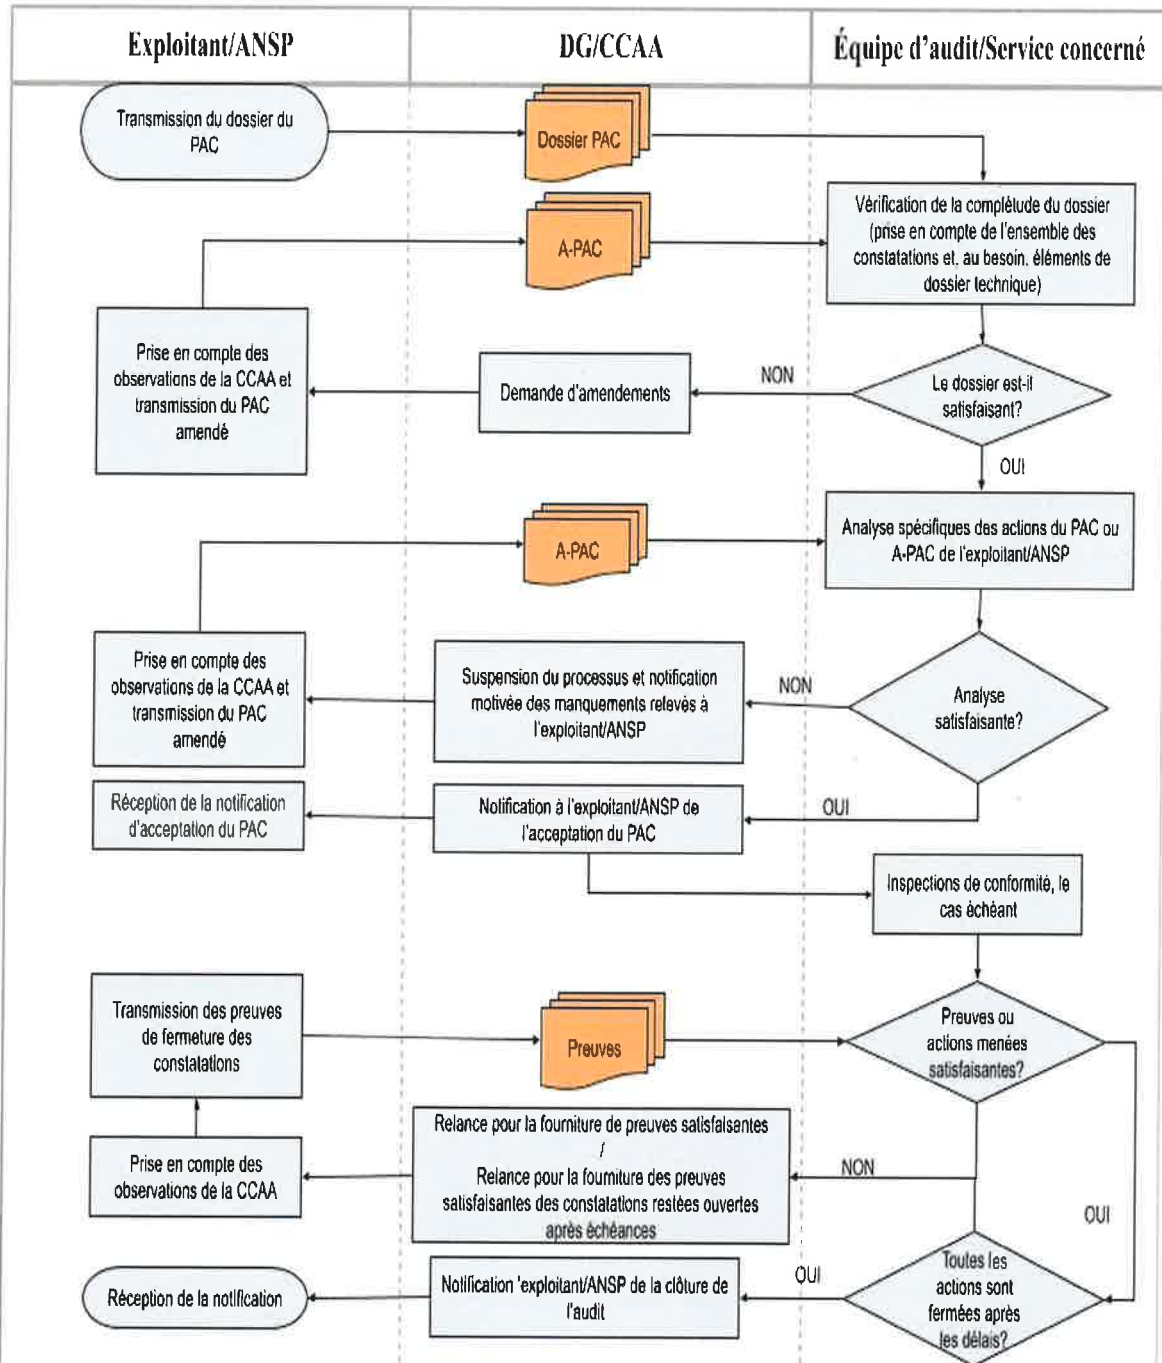 Exploitant/ANSP
DG/CCAA
Équipe d'audit/Service concerné
Transmission du dossier du
PAC
Dossier PAC
Vérification de la complétude du dossier
(prise en compte de l'ensemble des
constatations et, au besoin, éléments de
dossier technique)
A-PAC
Prise en compte des
observations de la CCAA et
transmission du PAC
amendé
Demande d'amendements
NON
Le dossier est-il
satisfaisant?
OUI
A-PAC
Analyse spécifiques des actions du PAC ou
A-PAC de l'exploitant/ANSP
Prise en compte des
observations de la CCAA et
transmission du PAC
amendé
Suspension du processus et notification
motivée des manquements relevés à
l'exploitant/ANSP
NON
Analyse
satisfaisante?
Réception de la notification
d'acceptation du PAC
Notification à l'exploitant/ANSP de
l'acceptation du PAC
OUI
Inspections de conformité, le
cas échéant
Transmission des preuves
de fermeture des
constatations
Preuves
Preuves ou
actions menées
satisfaisantes?
Prise en compte des
observations de la CCAA
Relance pour la fourniture de preuves satisfaisantes
/
Relance pour la fourniture des preuves
satisfaisantes des constatations restées ouvertes
après échéances
NON
OUI
Réception de la notification
Notification 'exploitant/ANSP de la clôture de
l'audit
OUI
Toutes les
actions sont
fermées après
les délais?